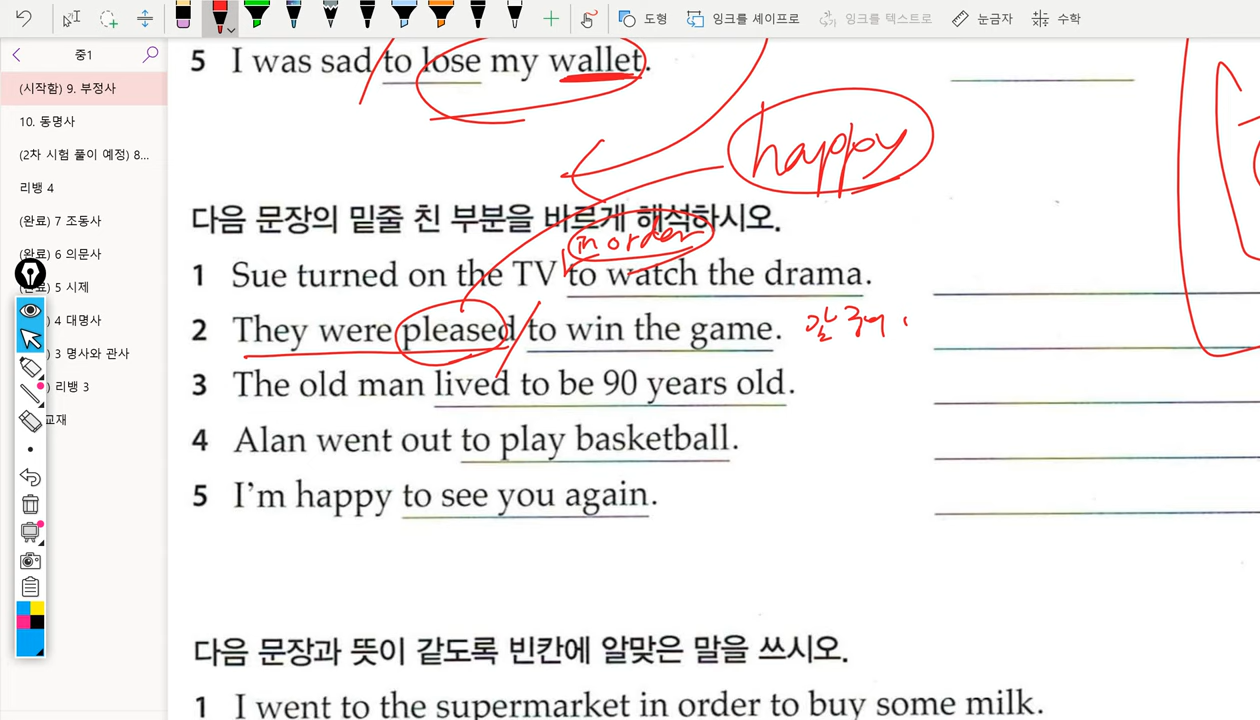 도형
잉크를 셰이프로
잉크를 텍스트로
눈금자
수학
중1
(시작함) 9. 부정사
10. 동명사
(2차 시험 풀이 예정) 8...
리뱅 4
(완료) 7 조동사
(완료) 6 의문사
5 시제
) 4 대명사
) 3 명사와 관사
) 리뱅 3
교재
5 I was sad to lose my wallet.
happy
다음 문장의 밑줄 친 부분을 바르게 해석하시오.
in order
1 Sue turned on the TV to watch the drama.
2 They were pleased to win the game.
3 The old man lived to be 90 years old.
4 Alan went out to play basketball.
5 I'm happy to see you again.
다음 문장과 뜻이 같도록 빈칸에 알맞은 말을 쓰시오.
1 I went to the supermarket in order to buy some milk.